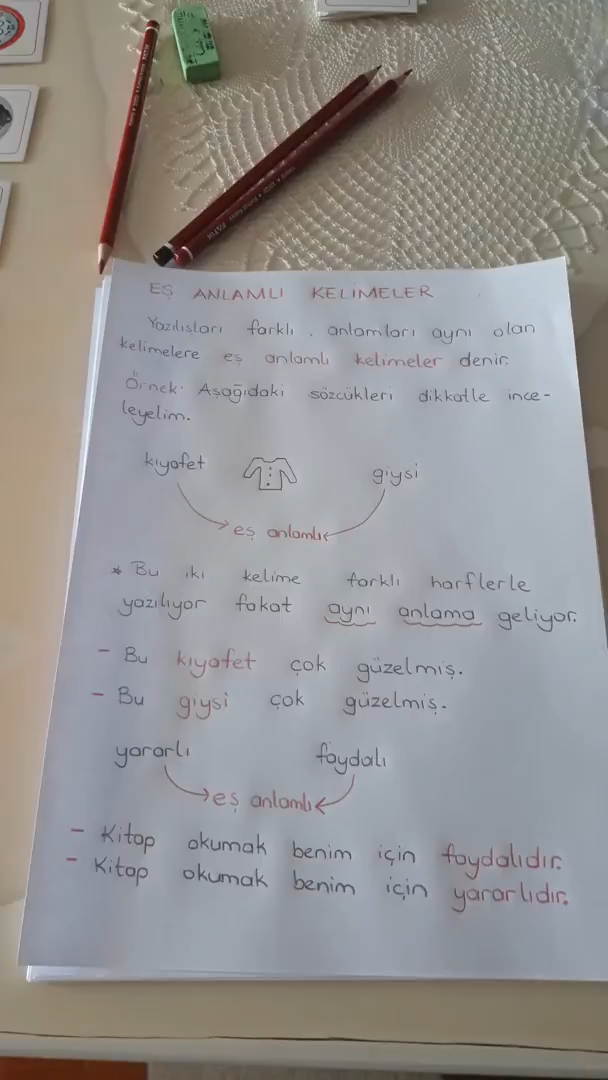 EŞ ANLAMLI KELİMELER
Yazılışları farklı, anlamları aynı olan
kelimelere eş anlamlı kelimeler denir.
Örnek: Aşağıdaki sözcükleri dikkatle ince-
leyelim.
kıyafet giysi
eş anlamlı
* Bu iki kelime farklı harflerle
yazılıyor fakat aynı anlama geliyor.
- Bu kıyafet çok güzelmiş.
- Bu giysi çok güzelmiş.
yararlı faydalı
eş anlamlı
- Kitap okumak benim için faydalıdır.
- Kitap okumak benim için yararlıdır.